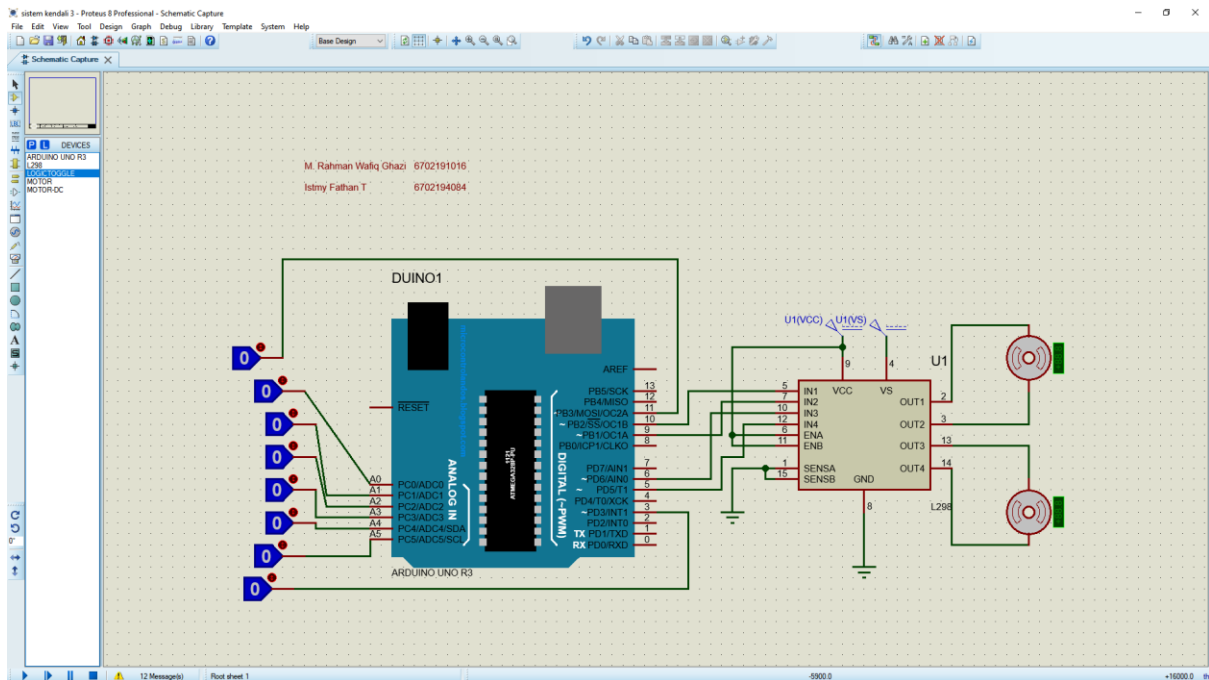 sistem kendali 3 - Proteus 8 Professional - Schematic Capture
File Edit View Tool Design Graph Debug Library Template System Help
Base Design
Schematic Capture
P L DEVICES
ARDUINO UNO R3
L298
LOGICTOGGLE
MOTOR
MOTOR-DC
M. Rahman Wafiq Ghazi 6702191016
Istmy Fathan T 6702194084
DUINO1
0
0
0
0
0
0
0
0
RESET
AREF
PB5/SCK 13
PB4/MISO 12
PB3/MOSI/OC2A 11
~ PB2/SS/OC1B 10
~ PB1/OC1A 9
PB0/ICP1/CLKO 8
PD7/AIN1 7
~ PD6/AIN0 6
~ PD5/T1 5
PD4/T0/XCK 4
~ PD3/INT1 3
PD2/INT0 2
TX PD1/TXD 1
RX PD0/RXD 0
A0 PC0/ADC0
A1 PC1/ADC1
A2 PC2/ADC2
A3 PC3/ADC3
A4 PC4/ADC4/SDA
A5 PC5/ADC5/SCL
ANALOG IN
1121
ATMEGA328P-PU
DIGITAL (~PWM)
ARDUINO UNO R3
U1(VCC) U1(VS)
U1
9 4
VCC VS
5 IN1
7 IN2
10 IN3
12 IN4
6 ENA
11 ENB
1 SENSA
15 SENSB
OUT1 2
OUT2 3
OUT3 13
OUT4 14
GND
8
L298
0°
12 Message(s) Root sheet 1 -5900.0 +16000.0 th